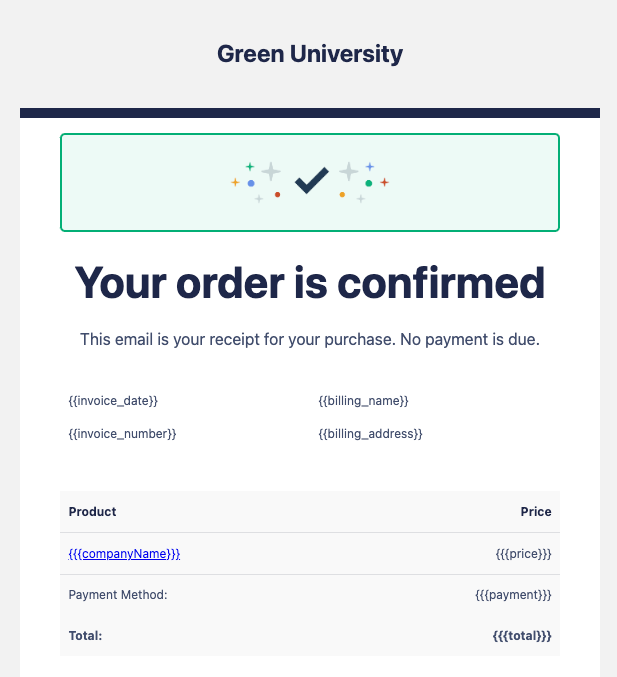 Green University
Your order is confirmed
This email is your receipt for your purchase. No payment is due.
{{invoice_date}} {{billing_name}}
{{invoice_number}} {{billing_address}}
Product Price
{{{companyName}}} {{{price}}}
Payment Method: {{{payment}}}
Total: {{{total}}}